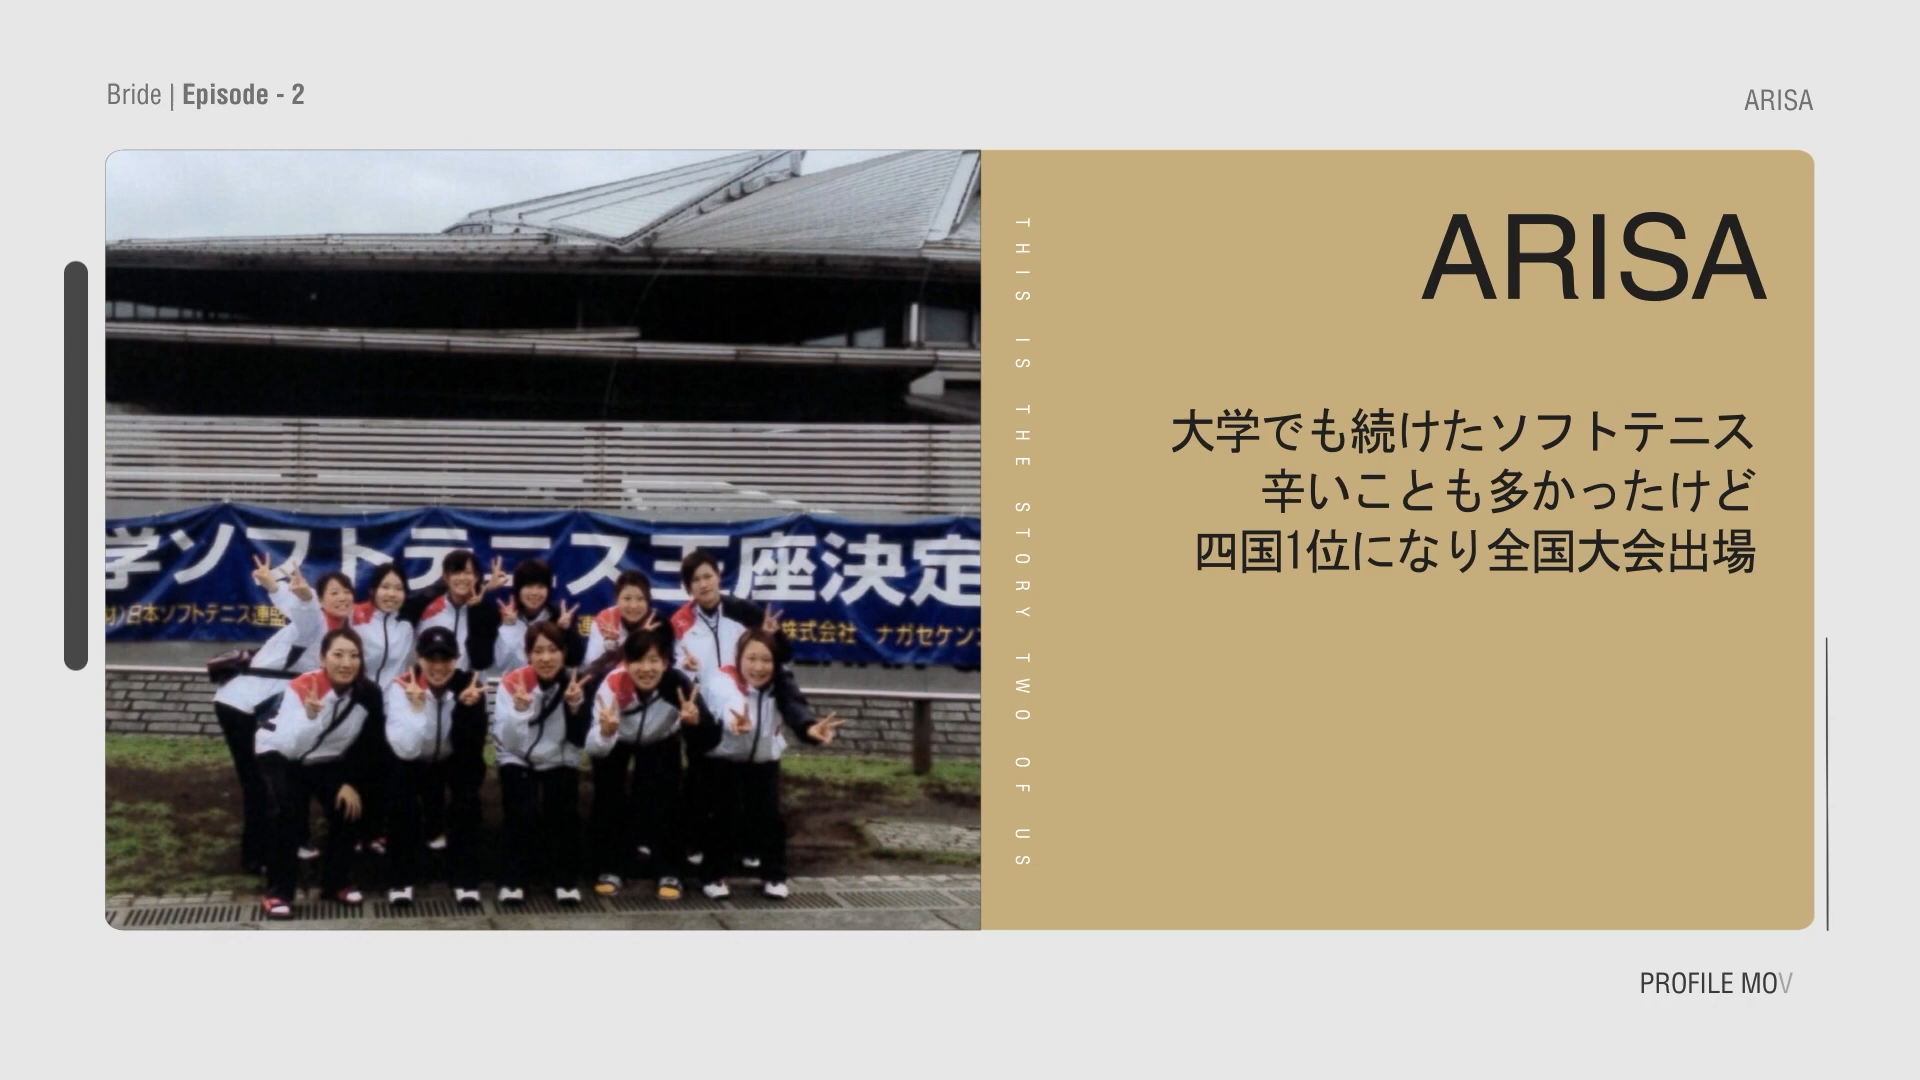 Bride | Episode - 2
ARISA
学ソフトテニス王座決定
日本ソフトテニス連盟
株式会社 ナガセケン
THIS IS THE STORY TWO OF US
ARISA
大学でも続けたソフトテニス
辛いことも多かったけど
四国1位になり全国大会出場
PROFILE MOV